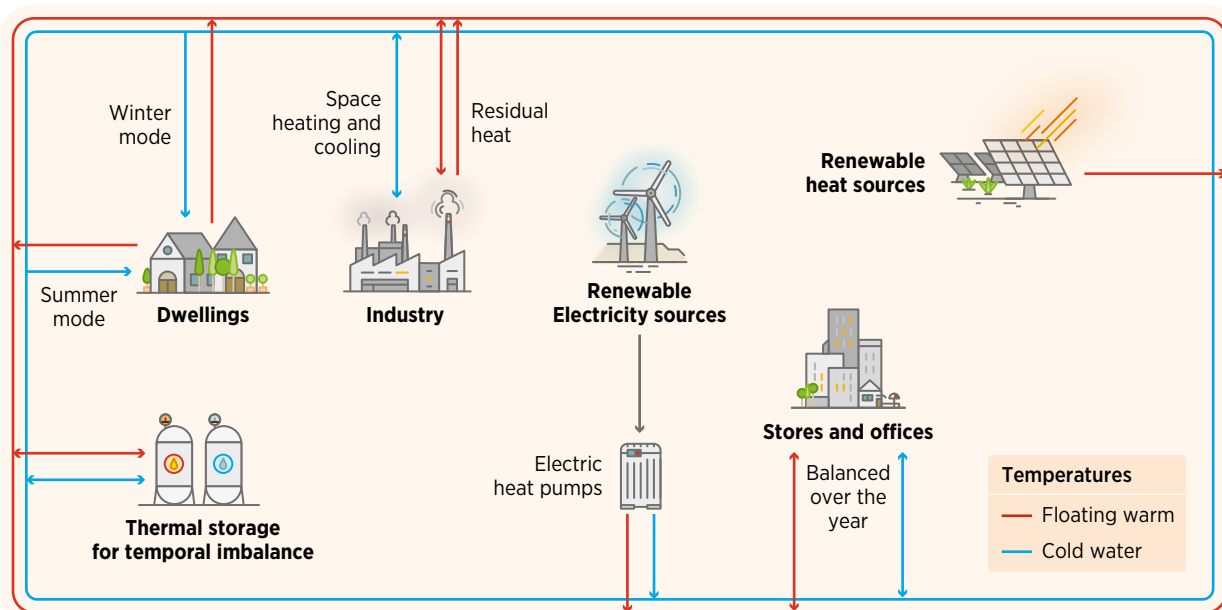 Winter
mode
Space
heating and
cooling
Residual
heat
Renewable
heat sources
Summer
mode
Dwellings
Industry
Renewable
Electricity sources
Stores and offices
Electric
heat pumps
Balanced
over the
year
Thermal storage
for temporal imbalance
Temperatures
Floating warm
Cold water